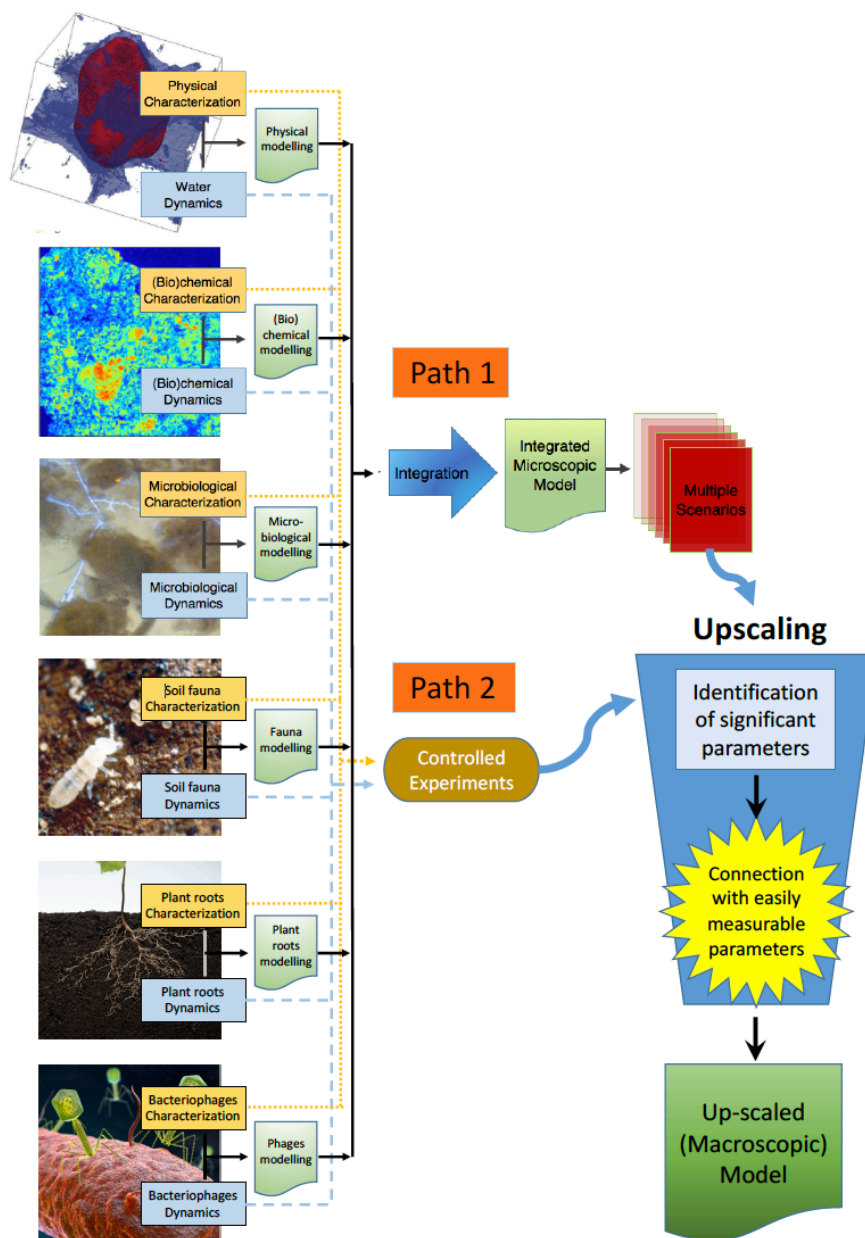 Physical
Characterization
Physical
modelling
Water
Dynamics
(Bio)chemical
Characterization
(Bio)
chemical
modelling
(Bio)chemical
Dynamics
Path 1
Integration
Integrated
Microscopic
Model
Multiple
Scenarios
Microbiological
Characterization
Micro-
biological
modelling
Microbiological
Dynamics
Upscaling
Path 2
Soil fauna
Characterization
Fauna
modelling
Soil fauna
Dynamics
Controlled
Experiments
Identification
of significant
parameters
Connection
with easily
measurable
parameters
Plant roots
Characterization
Plant
roots
modelling
Plant roots
Dynamics
Bacteriophages
Characterization
Phages
modelling
Bacteriophages
Dynamics
Up-scaled
(Macroscopic)
Model